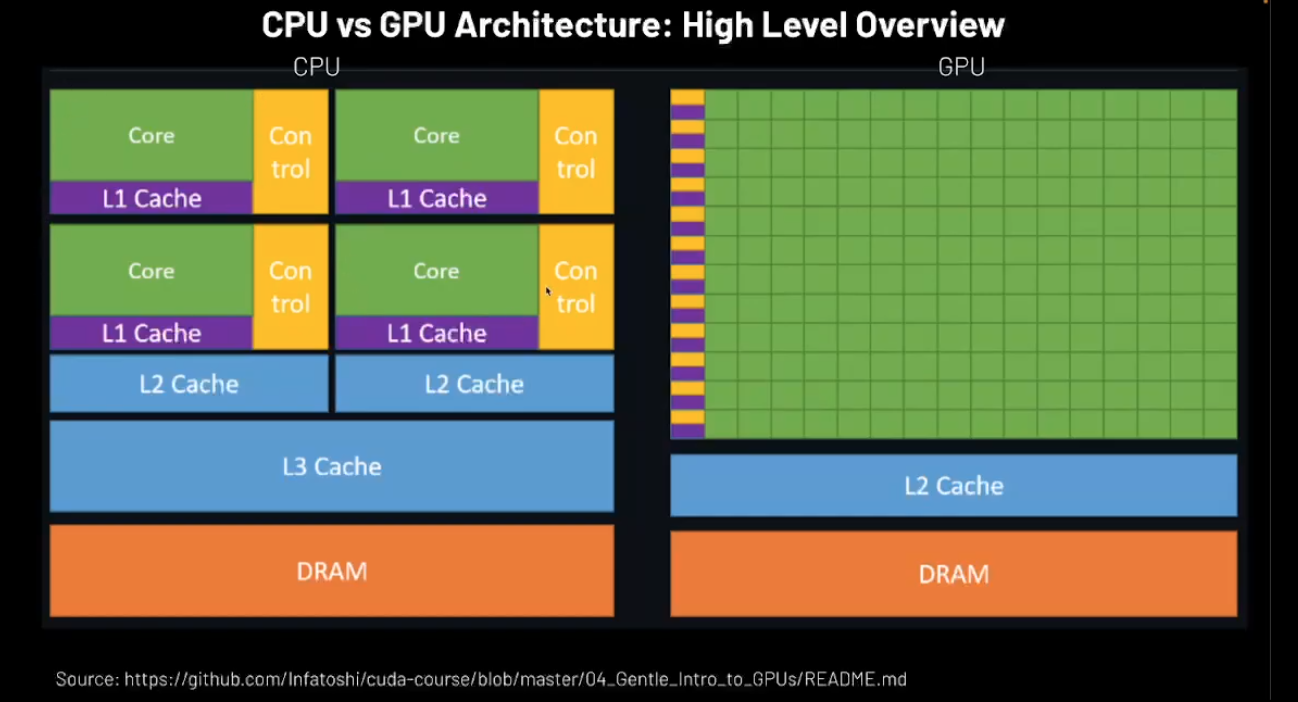 CPU vs GPU Architecture: High Level Overview
CPU
GPU
Core
Con
trol
L1 Cache
Core
Con
trol
L1 Cache
Core
Con
trol
L1 Cache
Core
Con
trol
L1 Cache
L2 Cache
L2 Cache
L3 Cache
DRAM
L2 Cache
DRAM
Source: https://github.com/Infatoshi/cuda-course/blob/master/04_Gentle_Intro_to_GPUs/README.md